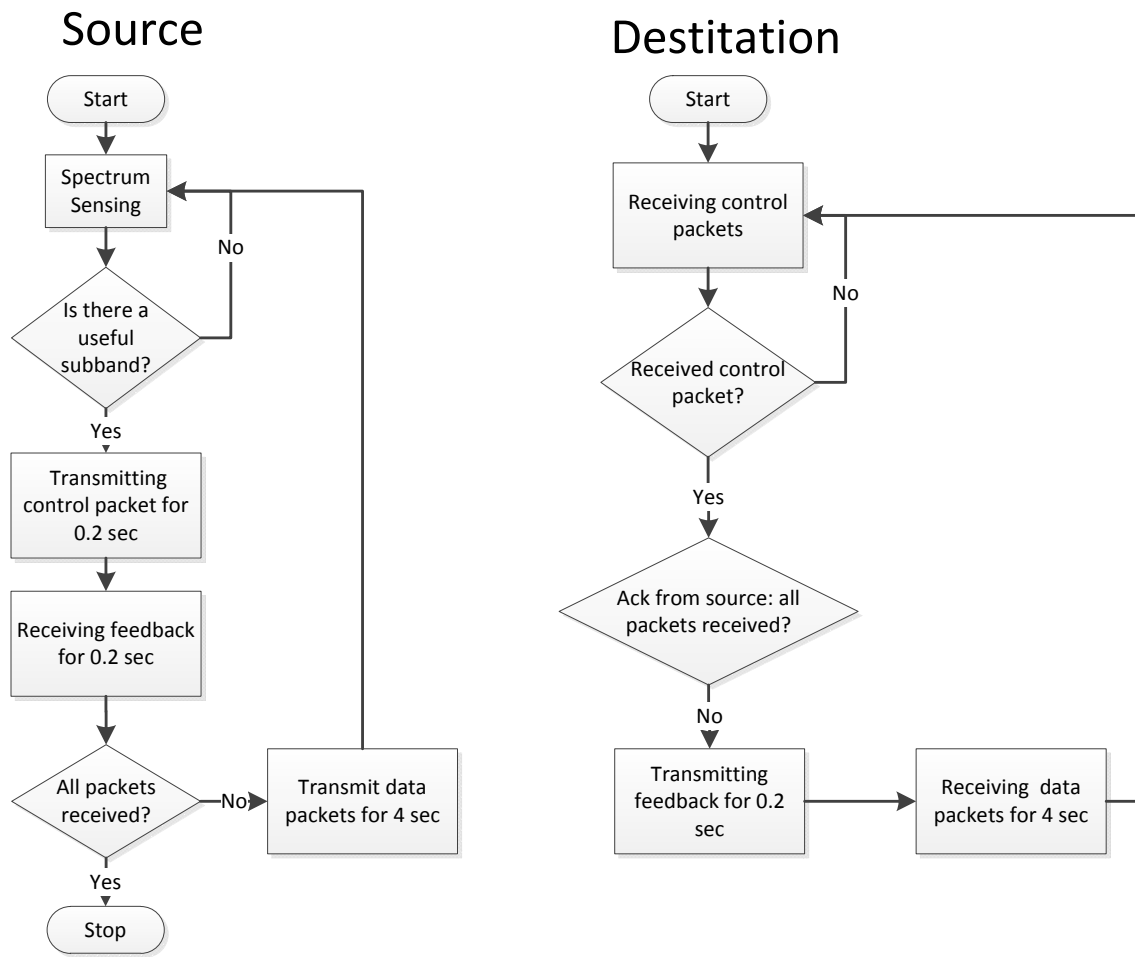 Source
Start
Spectrum
Sensing
No
Is there a
useful
subband?
Yes
Transmitting
control packet for
0.2 sec
Receiving feedback
for 0.2 sec
All packets
received?
No
Transmit data
packets for 4 sec
Yes
Stop
Destitation
Start
Receiving control
packets
No
Received control
packet?
Yes
Ack from source: all
packets received?
No
Transmitting
feedback for 0.2
sec
Receiving data
packets for 4 sec